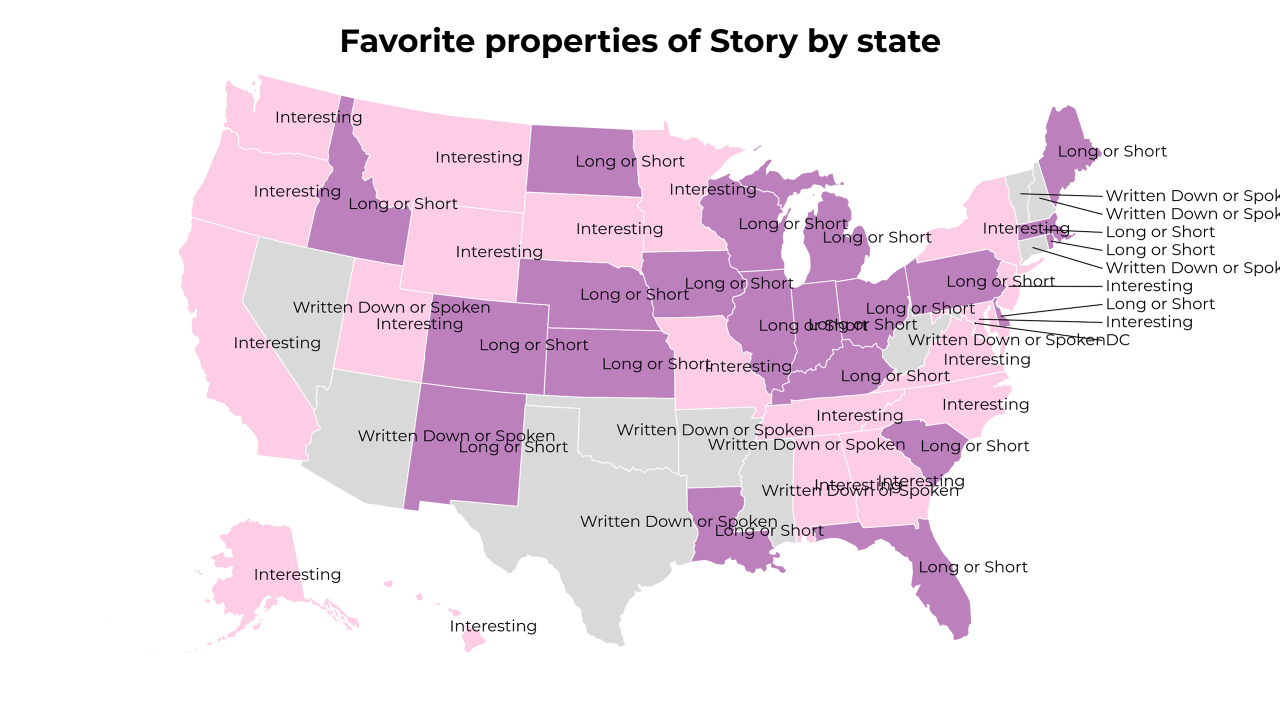 Favorite properties of Story by state
Interesting
Long or Short
Interesting
Interesting
Long or Short
Interesting
Interesting
Written Down or Spok
Long or Short
Written Down or Spok
Interesting
Interesting
Long or Short
Long or Short
Long or Short
Long or Short
Interesting
Long or Short
Written Down or Spok
Long or Short
Long or Short
Interesting
Long or Short
Written Down or Spoken
Long or Short
Long or Short
Interesting
Interesting
Long or Short
Long or Short
Written Down or Spoken
DC
Interesting
Long or Short
Interesting
Long or Short
Interesting
Long or Short
Interesting
Interesting
Written Down or Spoken
Written Down or Spoken
Written Down or Spoken
Long or Short
Long or Short
Interesting
Interesting
Written Down or Spoken
Written Down or Spoken
Long or Short
Long or Short
Interesting
Interesting